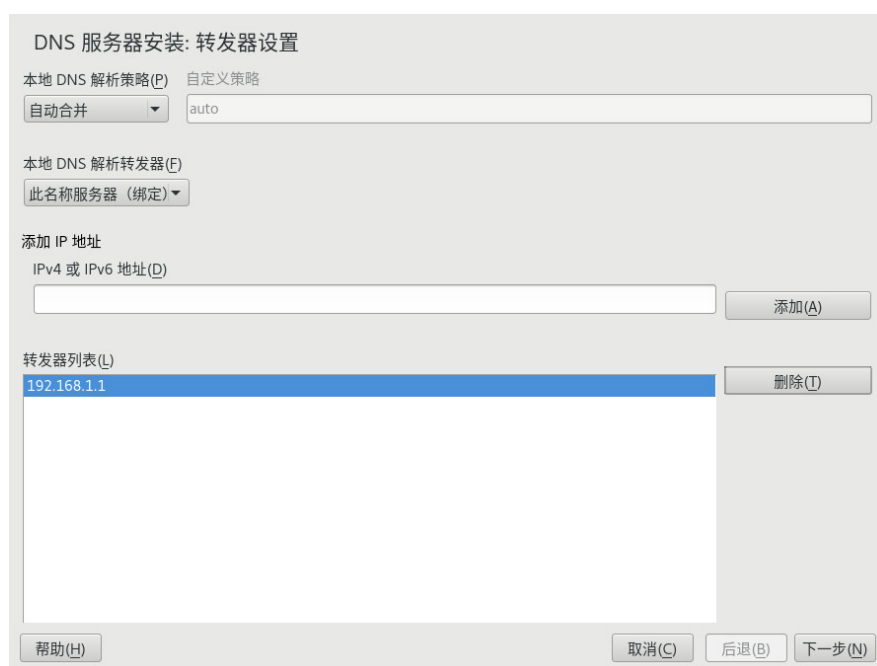 DNS 服务器安装: 转发器设置
本地 DNS 解析策略(P) 自定义策略
自动合并 auto
本地 DNS 解析转发器(F)
此名称服务器（绑定）
添加 IP 地址
IPv4 或 IPv6 地址(D)
添加(A)
转发器列表(L)
192.168.1.1 删除(T)
帮助(H) 取消(C) 后退(B) 下一步(N)